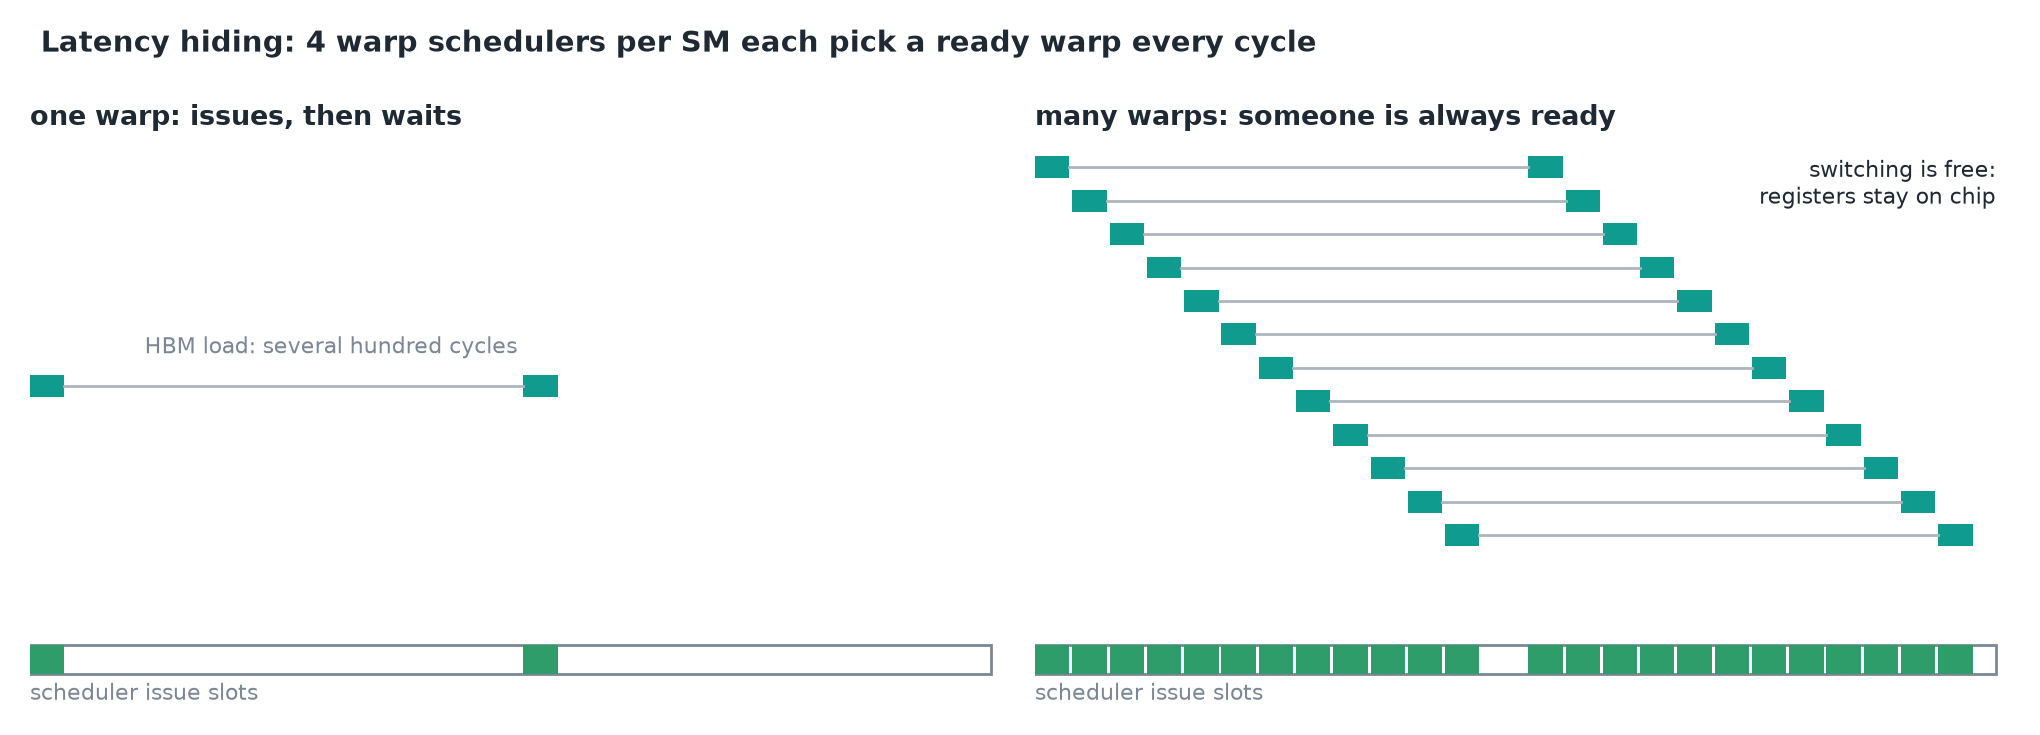 Latency hiding: 4 warp schedulers per SM each pick a ready warp every cycle
one warp: issues, then waits
HBM load: several hundred cycles
scheduler issue slots
many warps: someone is always ready
switching is free:
registers stay on chip
scheduler issue slots